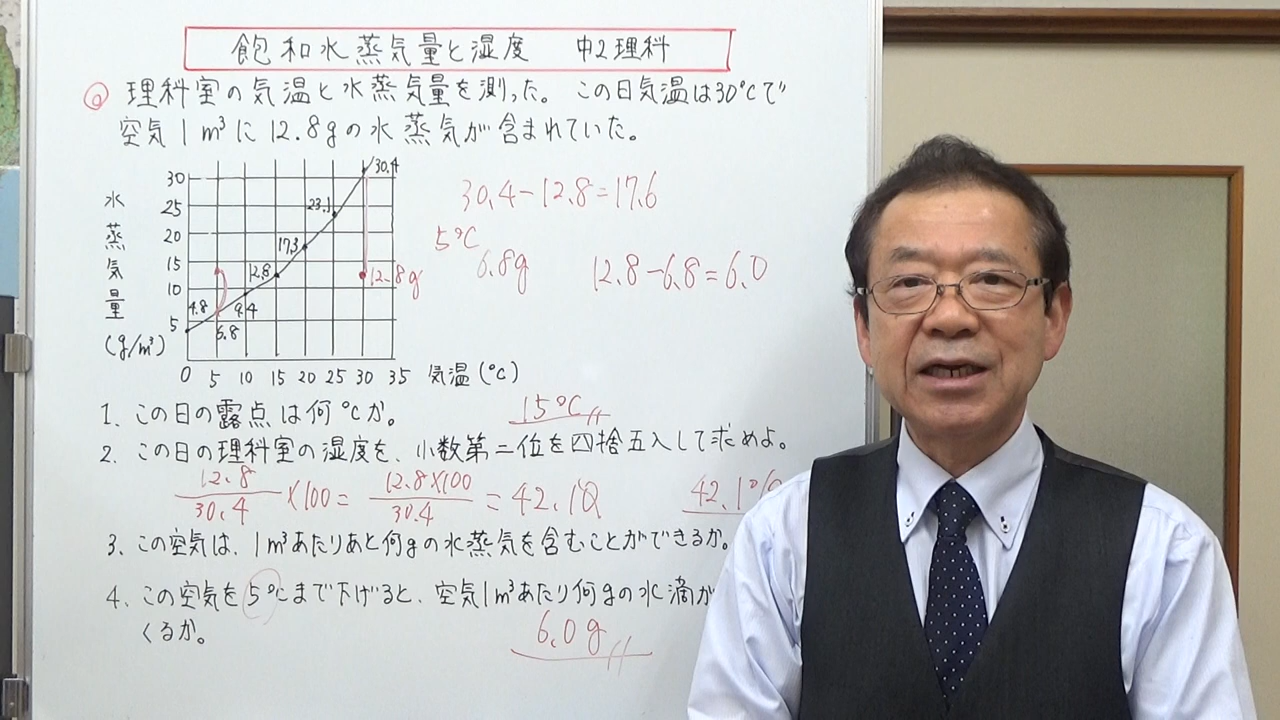 飽和水蒸気量と湿度 中2理科
◎ 理科室の気温と水蒸気量を測った。この日気温は30℃で
空気1m³に12.8gの水蒸気が含まれていた。
水蒸気量
(g/m³)
30
25
20
15
10
5
0 5 10 15 20 25 30 35 気温(℃)
4.8
6.8
9.4
12.8
17.3
23.1
30.4
12.8g
30.4-12.8=17.6
5℃
6.8g
12.8-6.8=6.0
1. この日の露点は何℃か。 15℃
2. この日の理科室の湿度を、小数第二位を四捨五入して求めよ。
12.8/30.4 ×100= 12.8×100/30.4 = 42.10 42.1%
3. この空気は、1m³あたりあと何gの水蒸気を含むことができるか。
4. この空気を5℃まで下げると、空気1m³あたり何gの水滴が
くるか。 6.0g